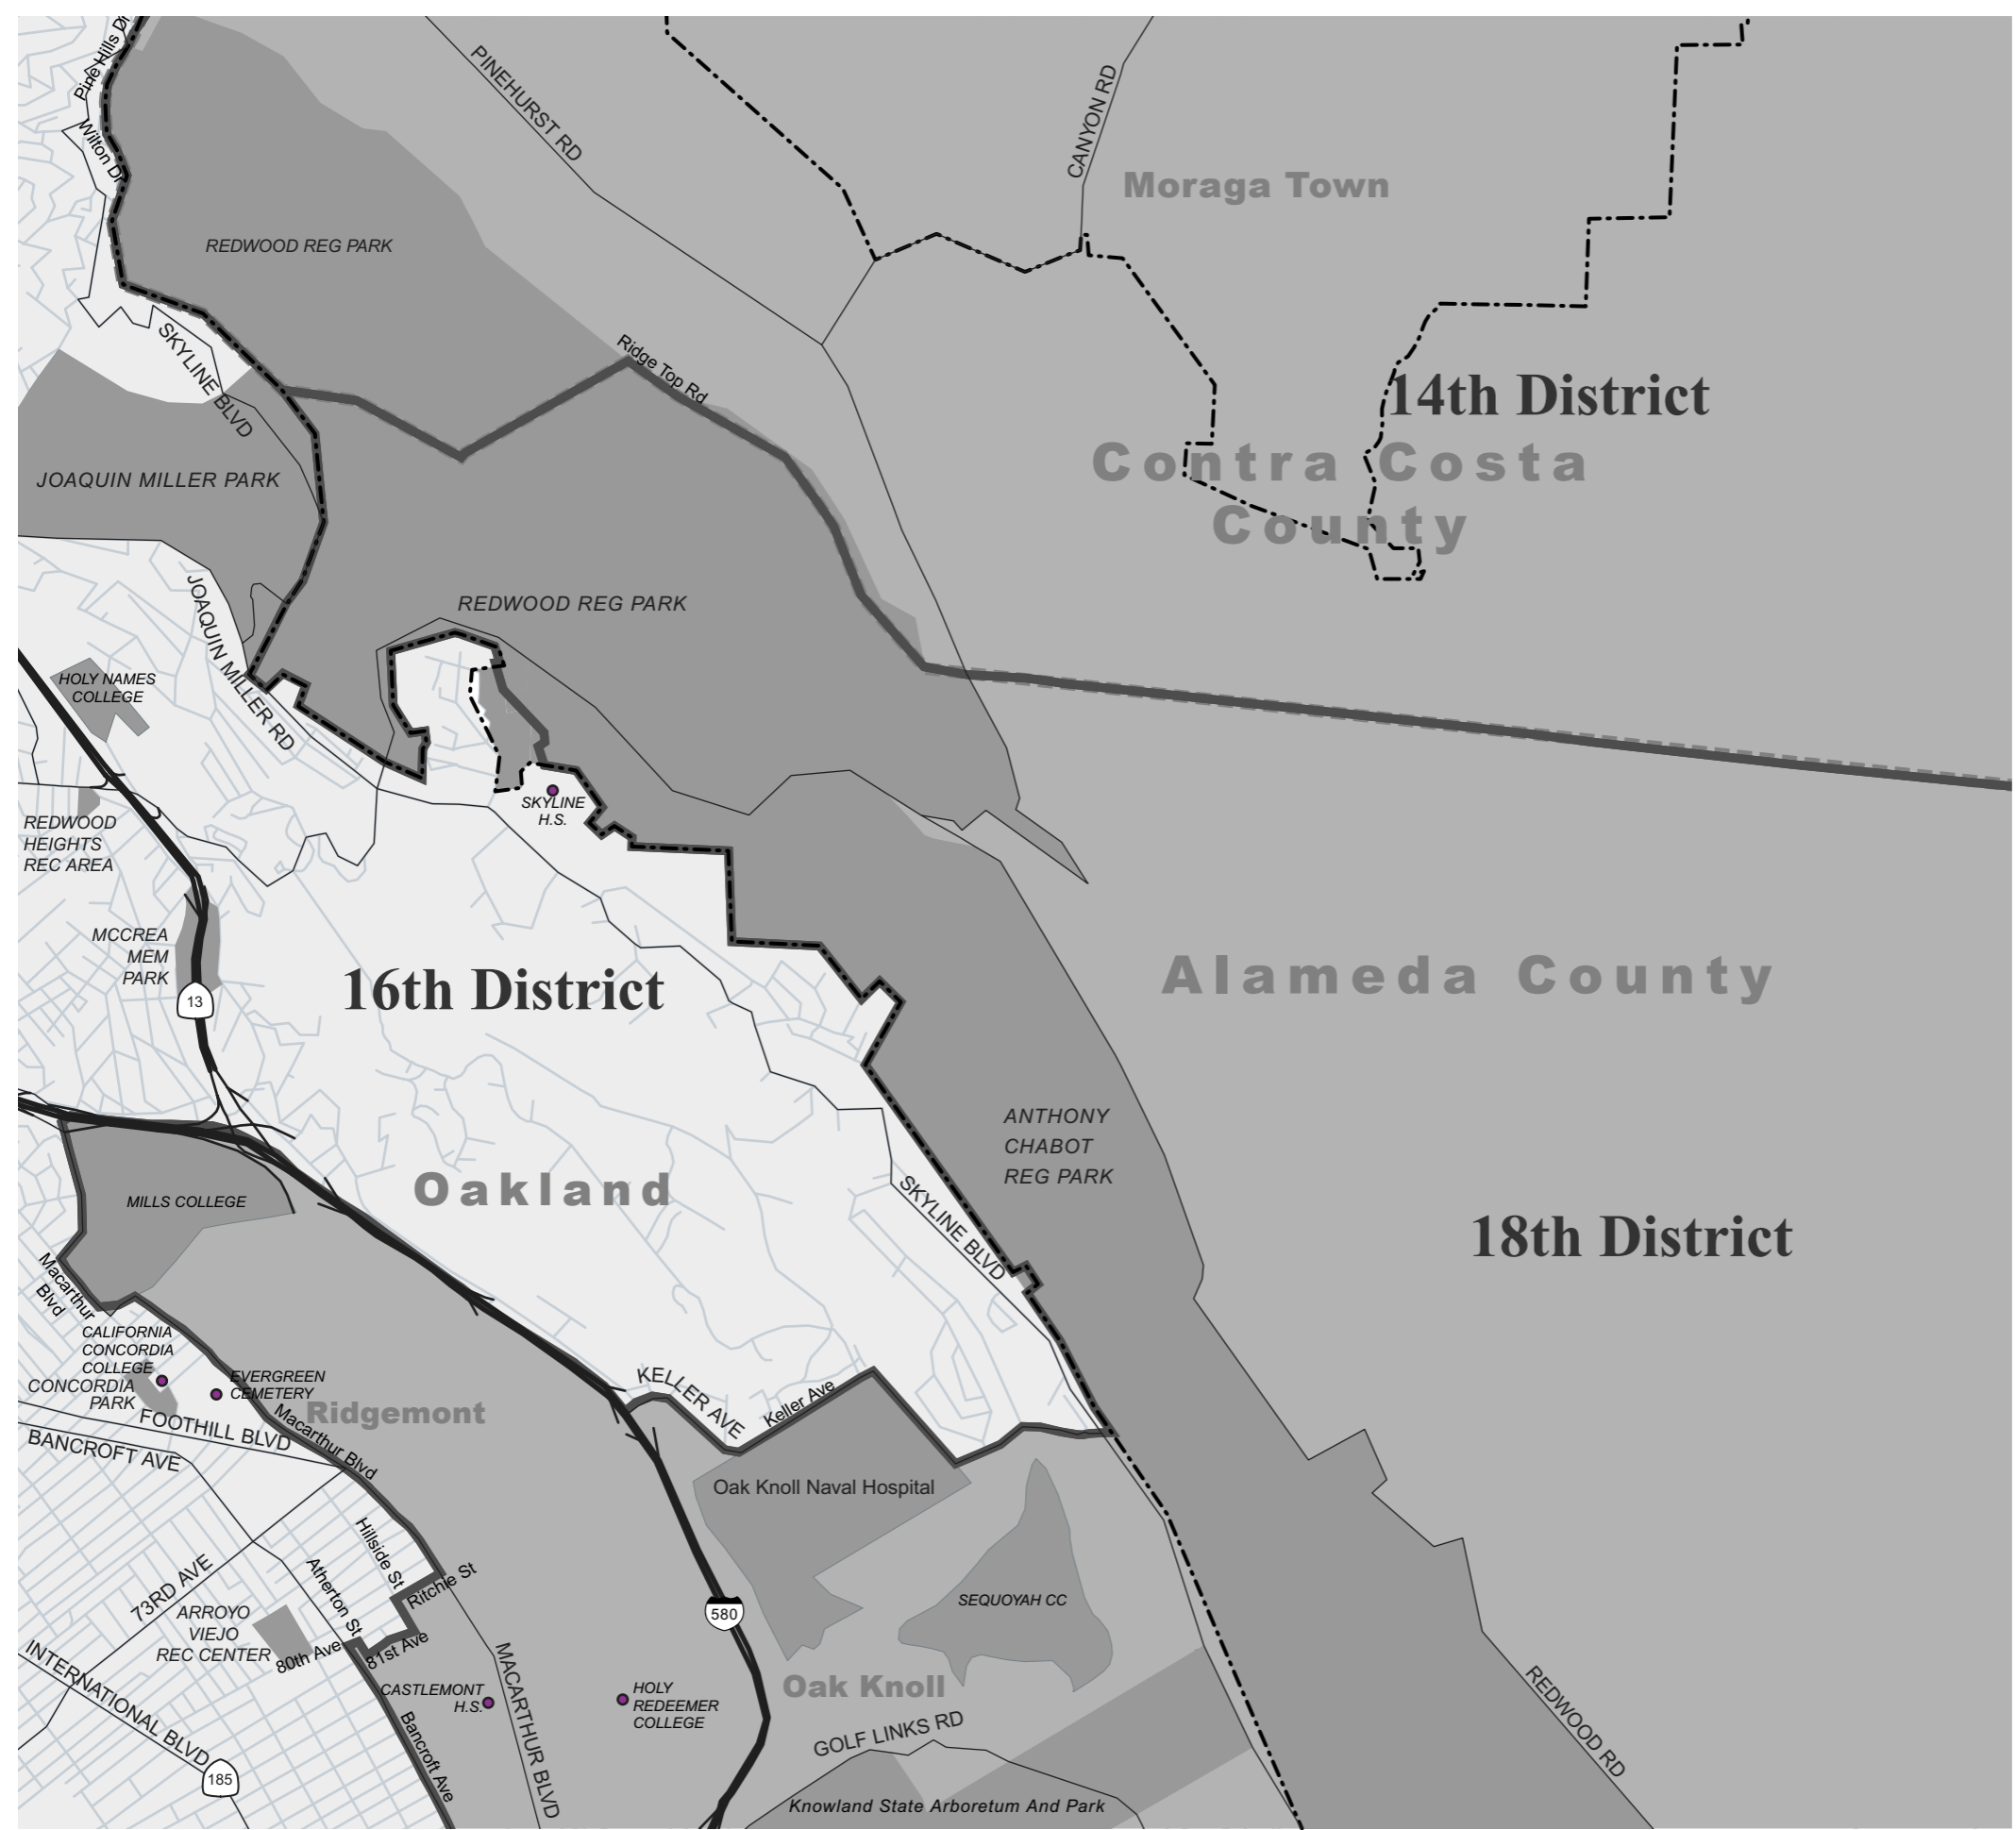 Pine Hills Dr
Wilton Dr
PINEHURST RD
CANYON RD
Moraga Town
REDWOOD REG PARK
SKYLINE BLVD
Ridge Top Rd
14th District
Contra Costa
County
JOAQUIN MILLER PARK
JOAQUIN MILLER RD
REDWOOD REG PARK
HOLY NAMES
COLLEGE
SKYLINE
H.S.
REDWOOD
HEIGHTS
REC AREA
MCCREA
MEM
PARK
13
16th District
Alameda County
ANTHONY
CHABOT
REG PARK
Oakland
MILLS COLLEGE
SKYLINE BLVD
18th District
Macarthur
Blvd
CALIFORNIA
CONCORDIA
COLLEGE
CONCORDIA
PARK
EVERGREEN
CEMETERY
Ridgemont
KELLER AVE
Keller Ave
FOOTHILL BLVD
Macarthur Blvd
BANCROFT AVE
Oak Knoll Naval Hospital
Hillside St
Ritchie St
Atherton St
73RD AVE
ARROYO
VIEJO
REC CENTER
80th Ave
81st Ave
580
SEQUOYAH CC
INTERNATIONAL BLVD
185
CASTLEMONT
H.S.
Bancroft Ave
MACARTHUR BLVD
HOLY
REDEEMER
COLLEGE
Oak Knoll
GOLF LINKS RD
Knowland State Arboretum And Park
REDWOOD RD